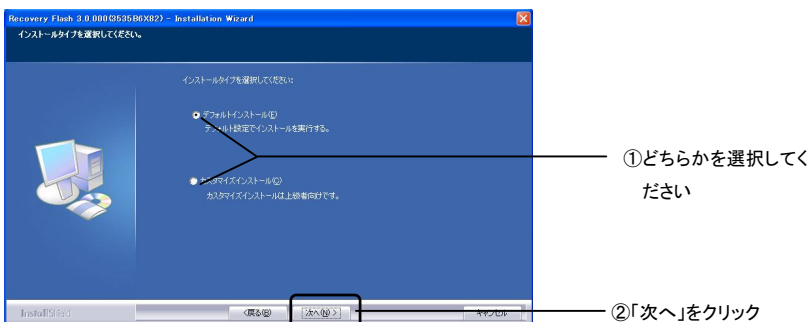 Recovery Flash 3.0.000(3535B6X82) - Installation Wizard
インストールタイプを選択してください。
インストールタイプを選択してください:
デフォルトインストール(E)
デフォルト設定でインストールを実行する。
①どちらかを選択してく
ださい
カスタマイズインストール(C)
カスタマイズインストールは上級者向けです。
InstallShield
<戻る(B)
次へ(N)>
キャンセル
②「次へ」をクリック